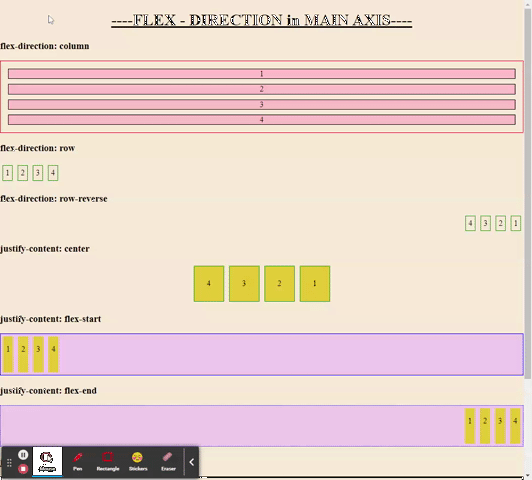 ----FLEX - DIRECTION in MAIN AXIS----
flex-direction: column
1
2
3
4
flex-direction: row
1 2 3 4
flex-direction: row-reverse
4 3 2 1
justify-content: center
4 3 2 1
justify-content: flex-start
1 2 3 4
justify-content: flex-end
1 2 3 4
Pen Rectangle Stickers Eraser